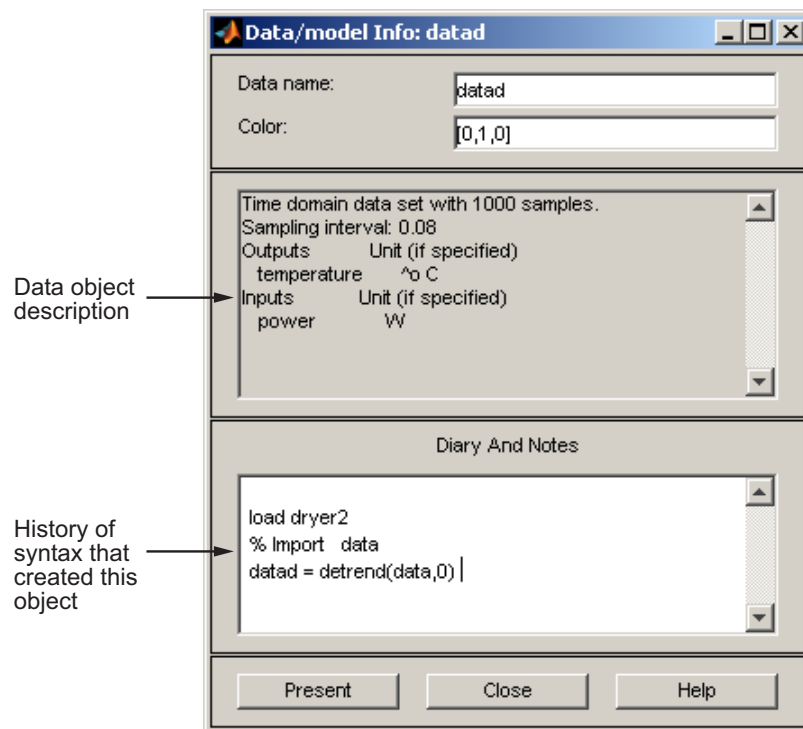 Data/model Info: datad
Data name:
datad
Color:
[0,1,0]
Time domain data set with 1000 samples.
Sampling interval: 0.08
Outputs Unit (if specified)
temperature ^o C
Inputs Unit (if specified)
power W
Data object
description
Diary And Notes
load dryer2
% Import data
datad = detrend(data,0)
History of
syntax that
created this
object
Present Close Help